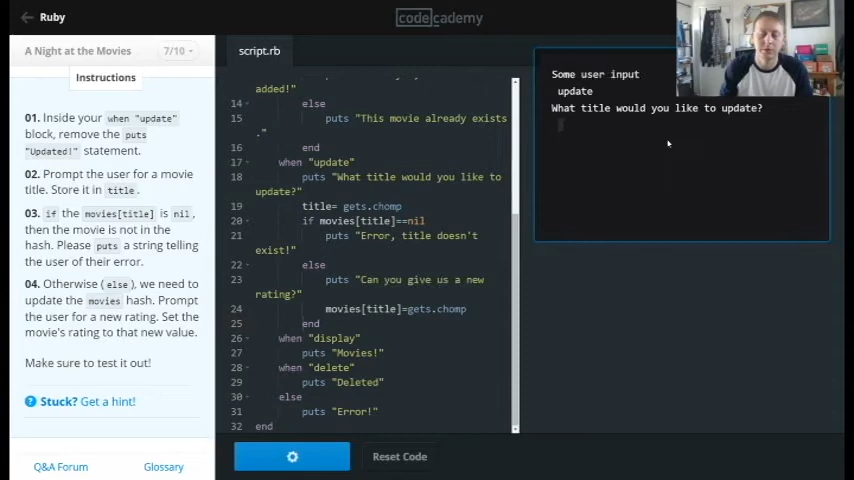 Ruby
codecademy
A Night at the Movies
7/10
script.rb
Instructions
01. Inside your when "update"
block, remove the puts
"Updated!" statement.
02. Prompt the user for a movie
title. Store it in title.
03. if the movies[title] is nil,
then the movie is not in the
hash. Please puts a string telling
the user of their error.
04. Otherwise (else), we need to
update the movies hash. Prompt
the user for a new rating. Set the
movie's rating to that new value.
Make sure to test it out!
? Stuck? Get a hint!
Q&A Forum
Glossary
added!"
14 else
15 puts "This movie already exists
."
16 end
17 when "update"
18 puts "What title would you like to
update?"
19 title= gets.chomp
20 if movies[title]==nil
21 puts "Error, title doesn't
exist!"
22 else
23 puts "Can you give us a new
rating?"
24 movies[title]=gets.chomp
25 end
26 when "display"
27 puts "Movies!"
28 when "delete"
29 puts "Deleted"
30 else
31 puts "Error!"
32 end
Reset Code
Some user input
update
What title would you like to update?